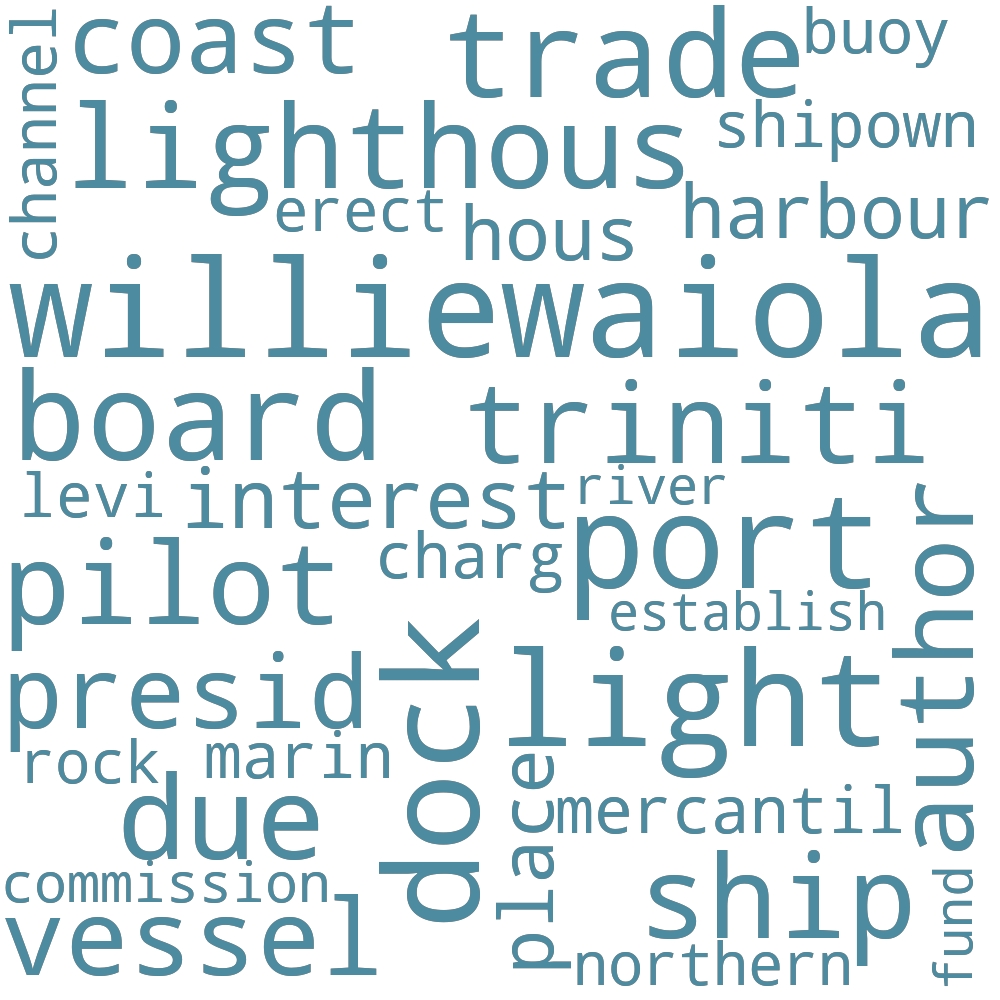 coast trade buoy
channel
lighthous shipown
erect hous harbour
williewaiola
board triniti
levi interest river
pilot charg port
establish
author
presid dock light
rock marin
due place mercantil
commission ship
vessel northern fund